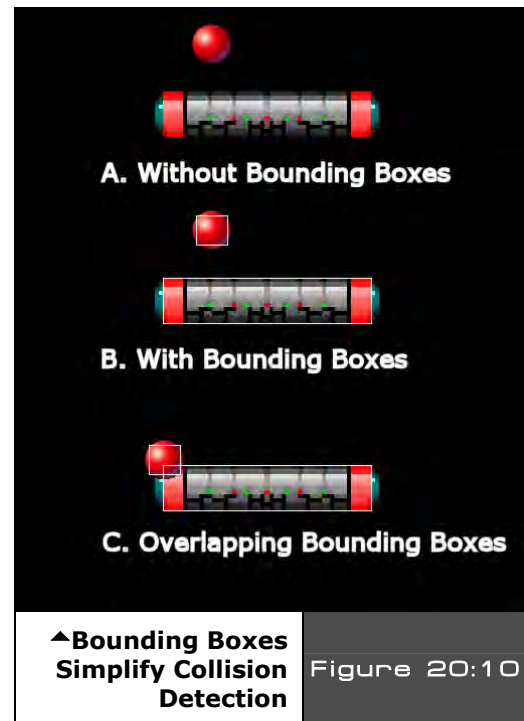 A. Without Bounding Boxes
B. With Bounding Boxes
C. Overlapping Bounding Boxes
Bounding Boxes
Simplify Collision
Detection
Figure 20:10